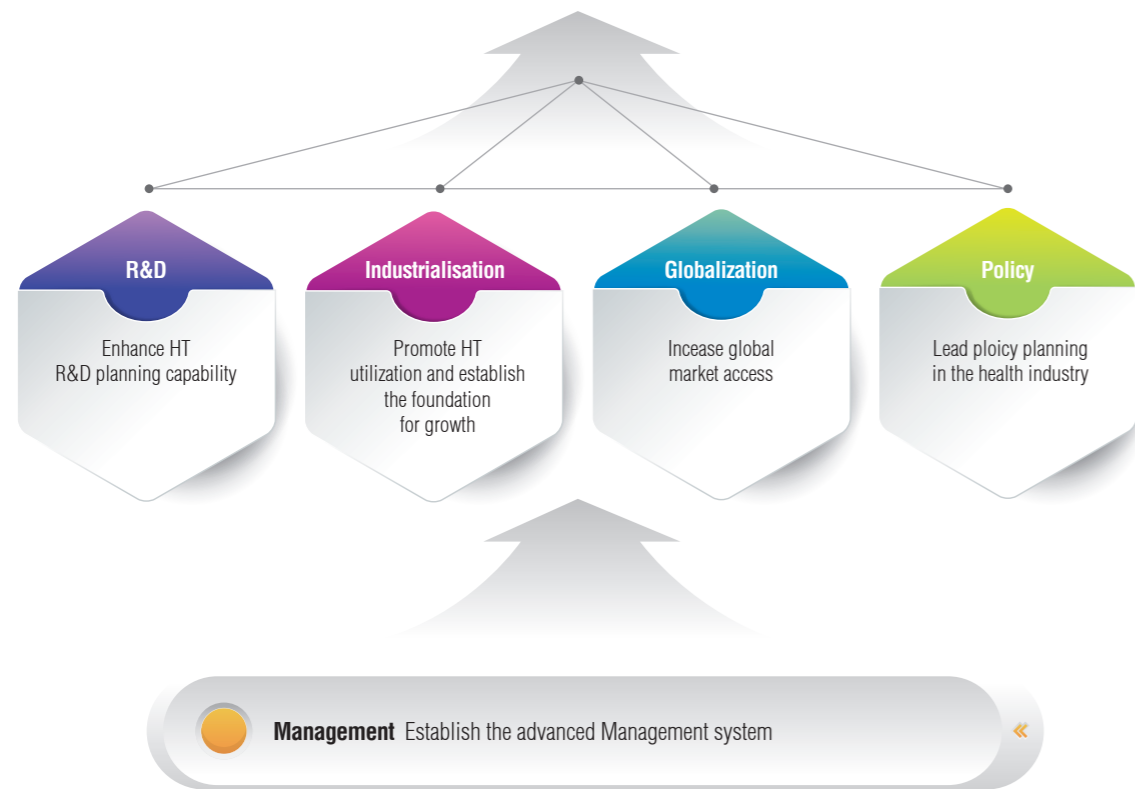 R&D
Enhance HT
R&D planning capability
Industrialisation
Promote HT
utilization and establish
the foundation
for growth
Globalization
Incease global
market access
Policy
Lead ploicy planning
in the health industry
Management Establish the advanced Management system
«